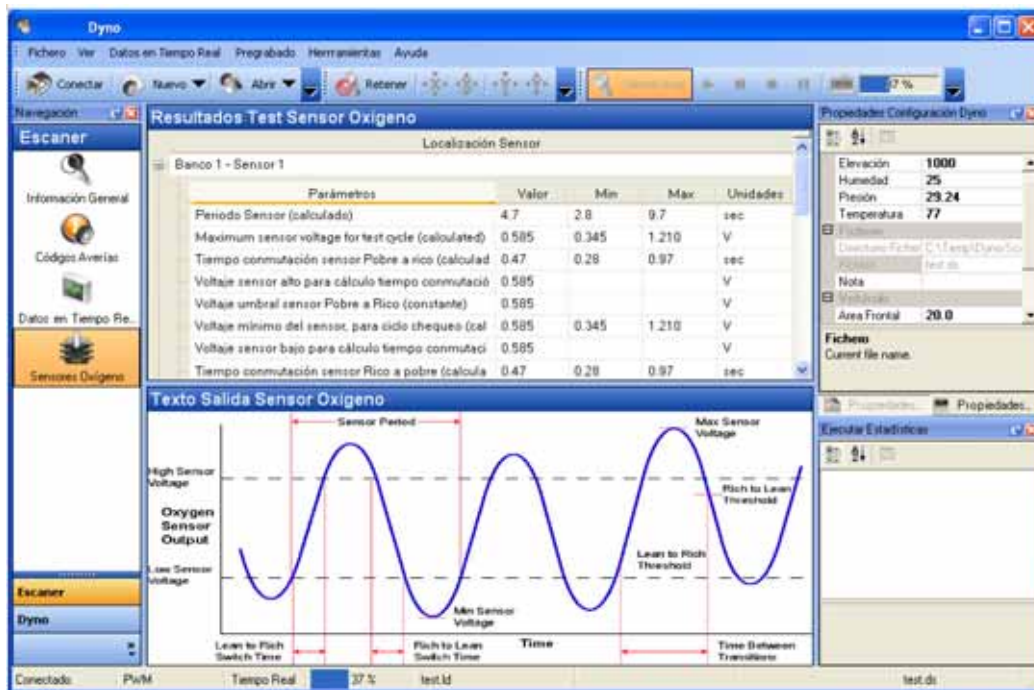 Dyno
Fichero Ver Datos en Tiempo Real Pregrabado Herrramientas Ayuda
Conectar Nuevo Abrir Retener 37 %
Navegación
Escaner
Información General
Códigos Averías
Datos en Tiempo Re..
Sensores Oxígeno
Escaner
Dyno
Resultados Test Sensor Oxigeno
Localización Sensor
Banco 1 - Sensor 1
Parámetros Valor Min Max Unidades
Periodo Sensor (calculado) 4.7 2.8 9.7 sec
Maximum sensor voltage for test cycle (calculated) 0.585 0.345 1.210 V
Tiempo conmutación sensor Pobre a rico (calculad 0.47 0.28 0.97 sec
Voltaje sensor alto para cálculo tiempo conmutació 0.585 V
Voltaje umbral sensor Pobre a Rico (constante) 0.585 V
Voltaje mínimo del sensor, para ciclo chequeo (cal 0.585 0.345 1.210 V
Voltaje sensor bajo para cálculo tiempo conmutaci 0.585 V
Tiempo conmutación sensor Rico a pobre (calcula 0.47 0.28 0.97 sec
Texto Salida Sensor Oxigeno
Sensor Period
Max Sensor
Voltage
High Sensor
Voltage
Rich to Lean
Threshold
Oxygen
Sensor
Output
Lean to Rich
Threshold
Low Sensor
Voltage
Min Sensor
Voltage
Time
Lean to Rich
Switch Time
Rich to Lean
Switch Time
Time Between
Transitions
Propiedades Configuración Dyno
Elevación 1000
Humedad 25
Presión 29.24
Temperatura 77
Ficheros
Directorio Ficher
test.ds
Nota
Vehículo
Area Frontal 20.0
Fichero
Current file name.
Propiedades... Propiedades..
Ejecutar Estadísticas
Conectado PWM Tiempo Real 37 % test.ld test.ds